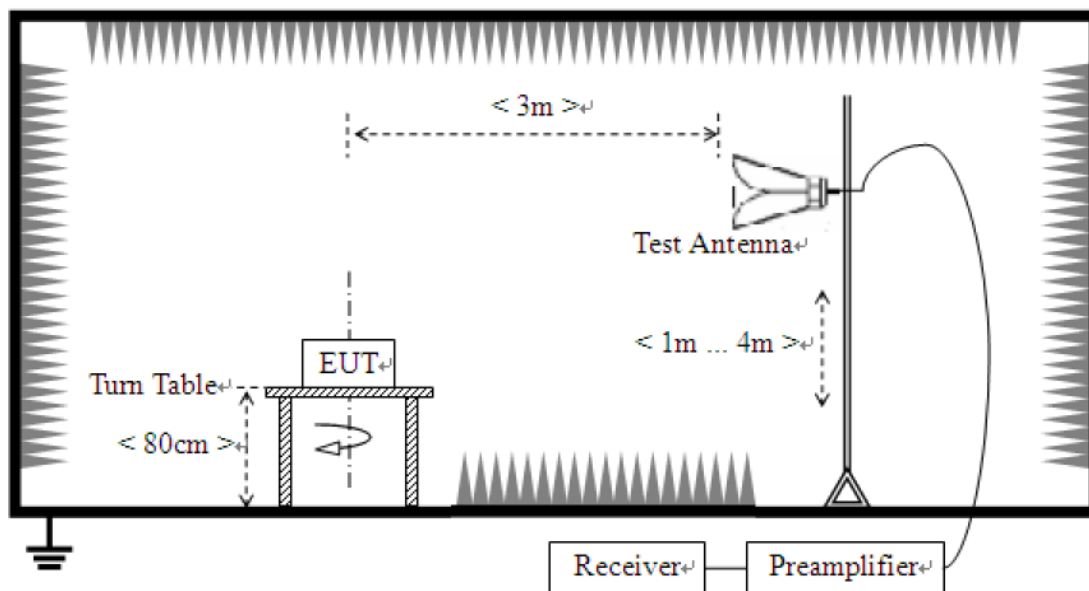 < 3m >↵
Test Antenna↵
< 1m ... 4m >↵
EUT↵
Turn Table↵
< 80cm >↵
Receiver↵
Preamplifier↵